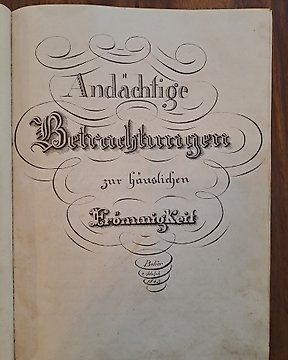 Andächtige
Betrachtungen
zur häuslichen
Frömmigkeit